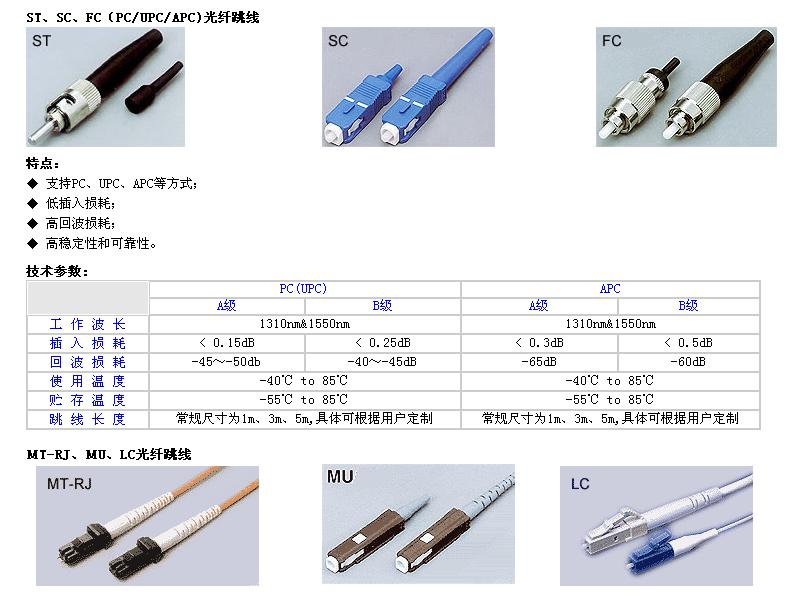 ST、SC、FC（PC/UPC/APC)光纤跳线
ST SC FC
特点：
◆ 支持PC、UPC、APC等方式；
◆ 低插入损耗；
◆ 高回波损耗；
◆ 高稳定性和可靠性。
技术参数：
PC(UPC) APC
A级 B级 A级 B级
工 作 波 长 1310nm&1550nm 1310nm&1550nm
插 入 损 耗 < 0.15dB < 0.25dB < 0.3dB < 0.5dB
回 波 损 耗 -45～-50db -40～-45dB -65dB -60dB
使 用 温 度 -40℃ to 85℃ -40℃ to 85℃
贮 存 温 度 -55℃ to 85℃ -55℃ to 85℃
跳 线 长 度 常规尺寸为1m、3m、5m,具体可根据用户定制 常规尺寸为1m、3m、5m,具体可根据用户定制
MT-RJ、MU、LC光纤跳线
MT-RJ MU LC